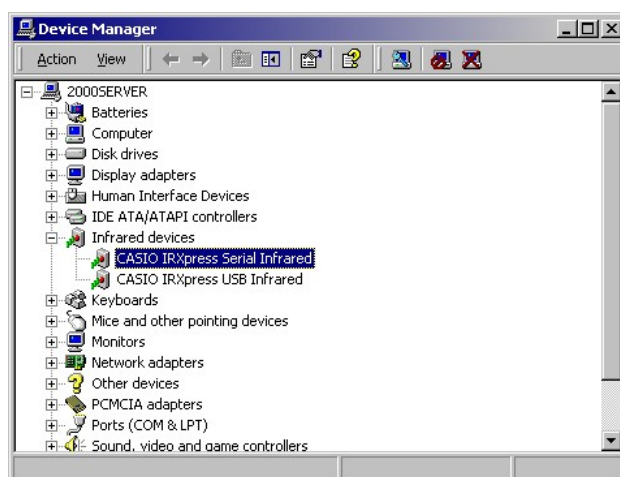 Device Manager
Action View
2000SERVER
Batteries
Computer
Disk drives
Display adapters
Human Interface Devices
IDE ATA/ATAPI controllers
Infrared devices
CASIO IRXpress Serial Infrared
CASIO IRXpress USB Infrared
Keyboards
Mice and other pointing devices
Monitors
Network adapters
Other devices
PCMCIA adapters
Ports (COM & LPT)
Sound, video and game controllers